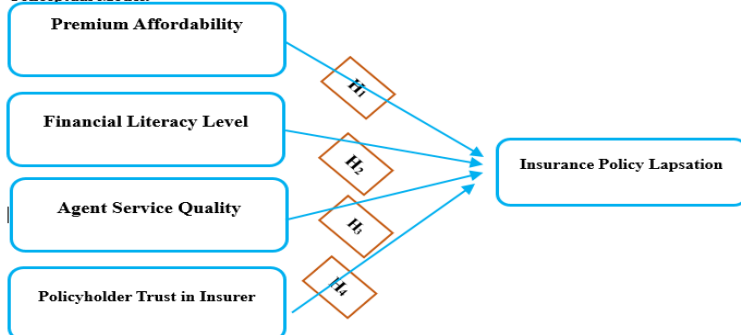 Premium Affordability
H1
Financial Literacy Level
H2
Insurance Policy Lapsation
Agent Service Quality
H3
Policyholder Trust in Insurer
H4